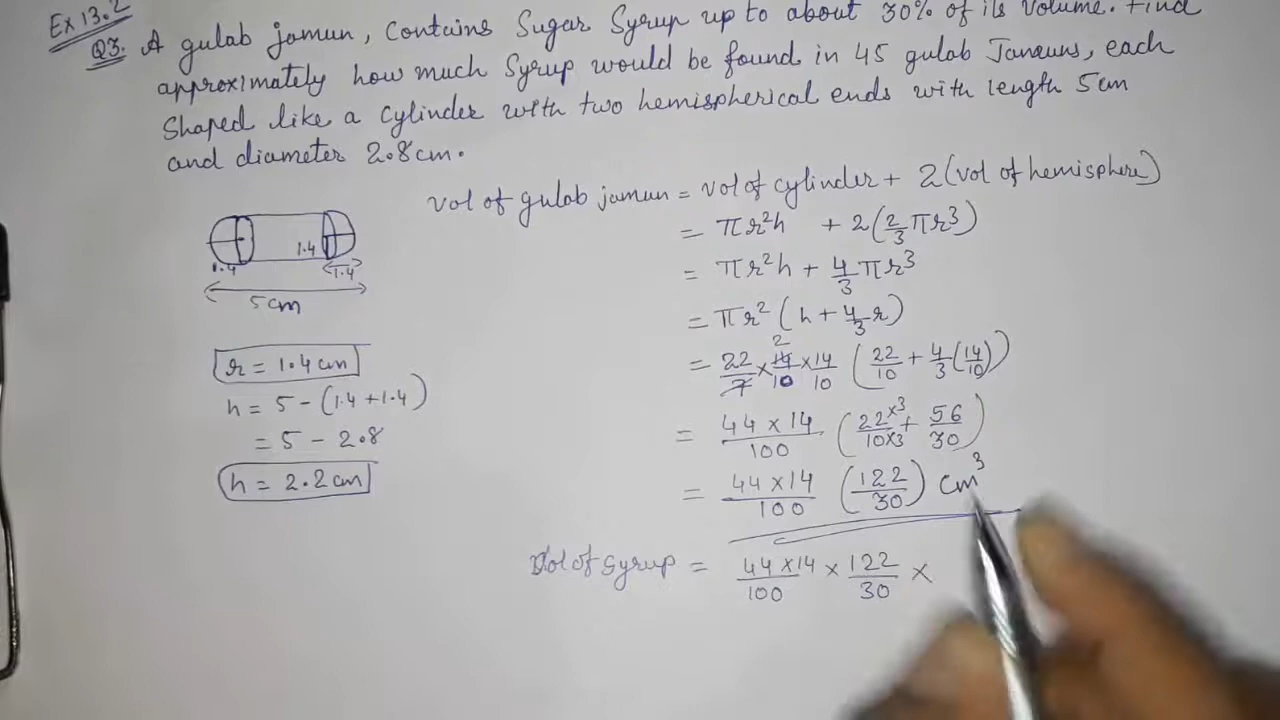 Ex 13.2
Q3. A gulab jamun, Contains Sugar Syrup up to about 30% of its volume. Find
approximately how much Syrup would be found in 45 gulab Jamuns, each
Shaped like a Cylinder with two hemispherical ends with length 5cm
and diameter 2.8cm.
Vol of gulab jamun = Vol of cylinder + 2(vol of hemisphere)
= πr²h + 2(2/3 πr³)
= πr²h + 4/3 πr³
= πr² (h + 4/3 r)
= 22/7 × 14/10 × 14/10 (22/10 + 4/3 (14/10))
2
= 44 × 14/100 (22×3/10×3 + 56/30)
= 44 × 14/100 (122/30) cm³
Vol of Syrup = 44 × 14/100 × 122/30 ×
1.4
1.4
1.4
5cm
r = 1.4 cm
h = 5 - (1.4 + 1.4)
= 5 - 2.8
h = 2.2 cm